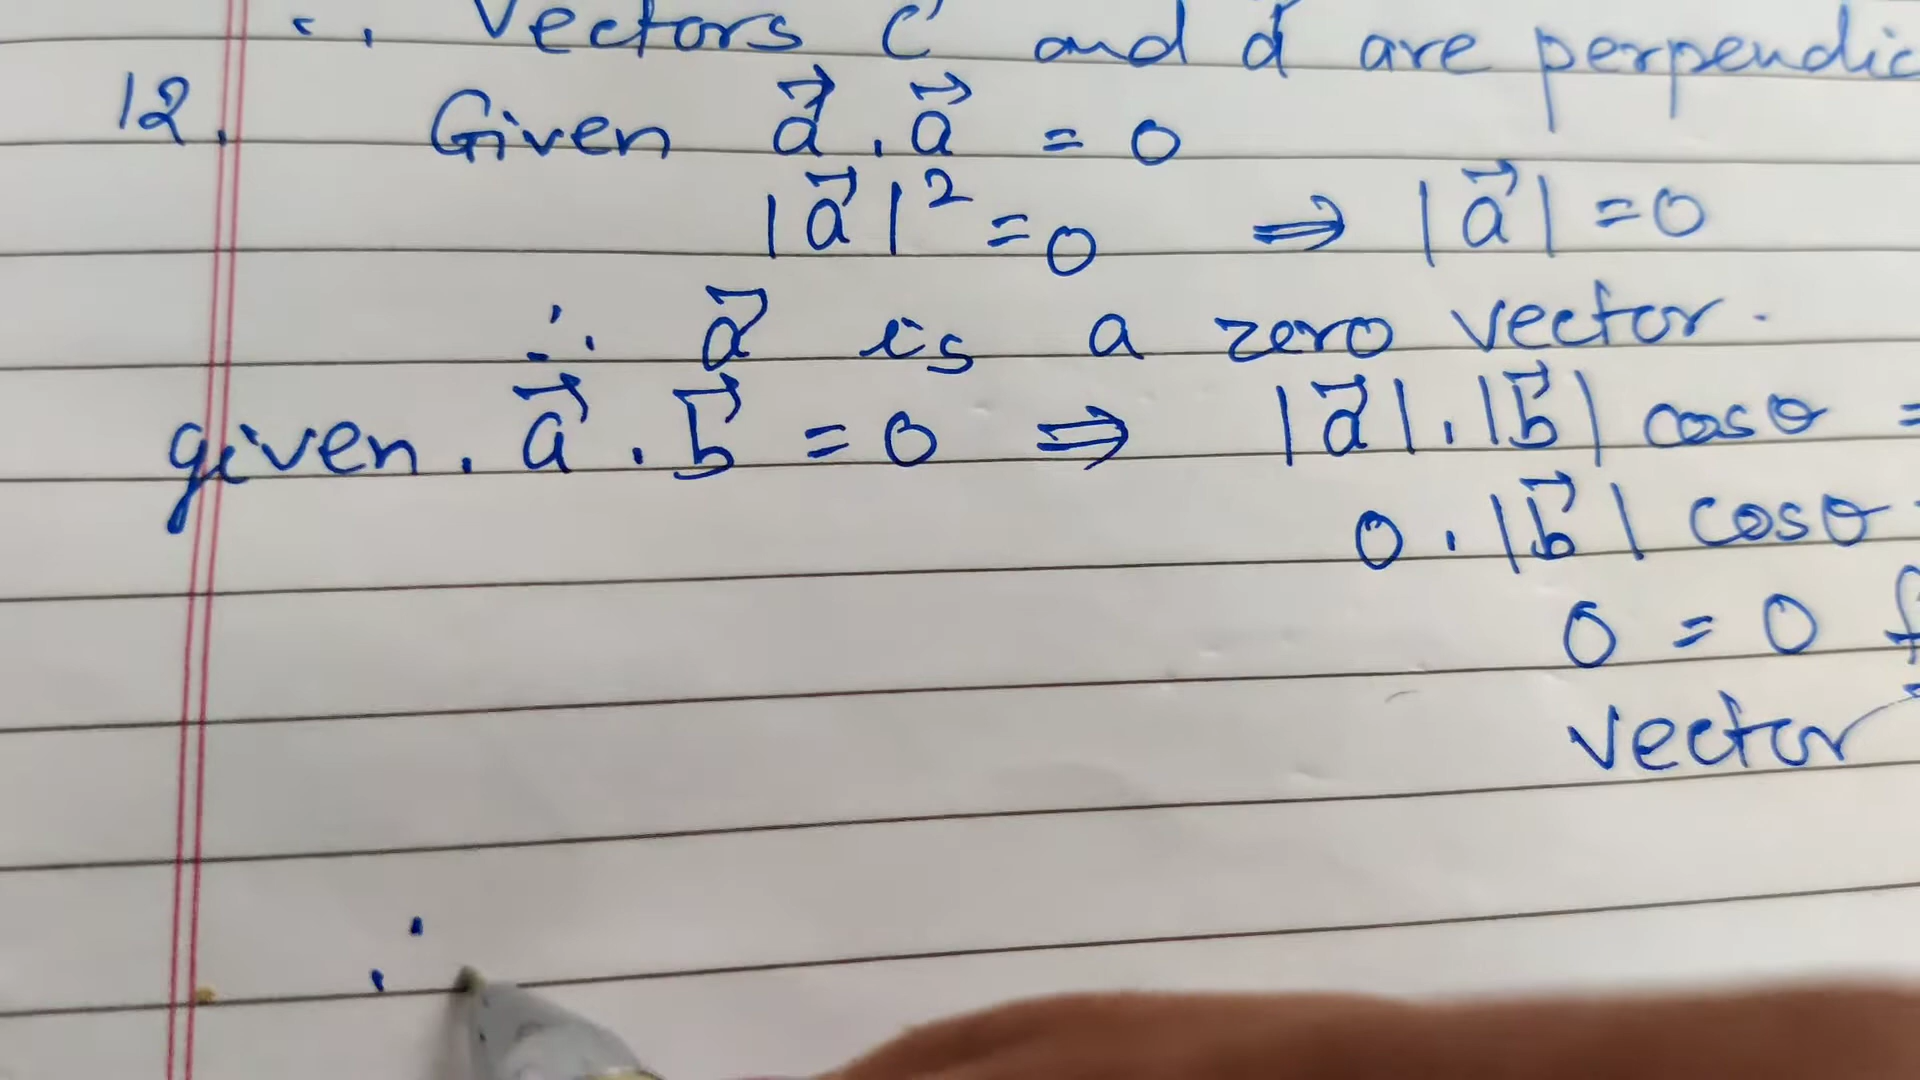 ∴ Vectors c⃗ and d⃗ are
12. Given a⃗ . a⃗ = 0
|a⃗|² = 0 ⇒ |a⃗| = 0
∴ a⃗ is a zero vector.
given. a⃗ . b⃗ = 0 ⇒ |a⃗| . |b⃗| cosθ =
0 . |b⃗| cosθ
0 = 0
vector